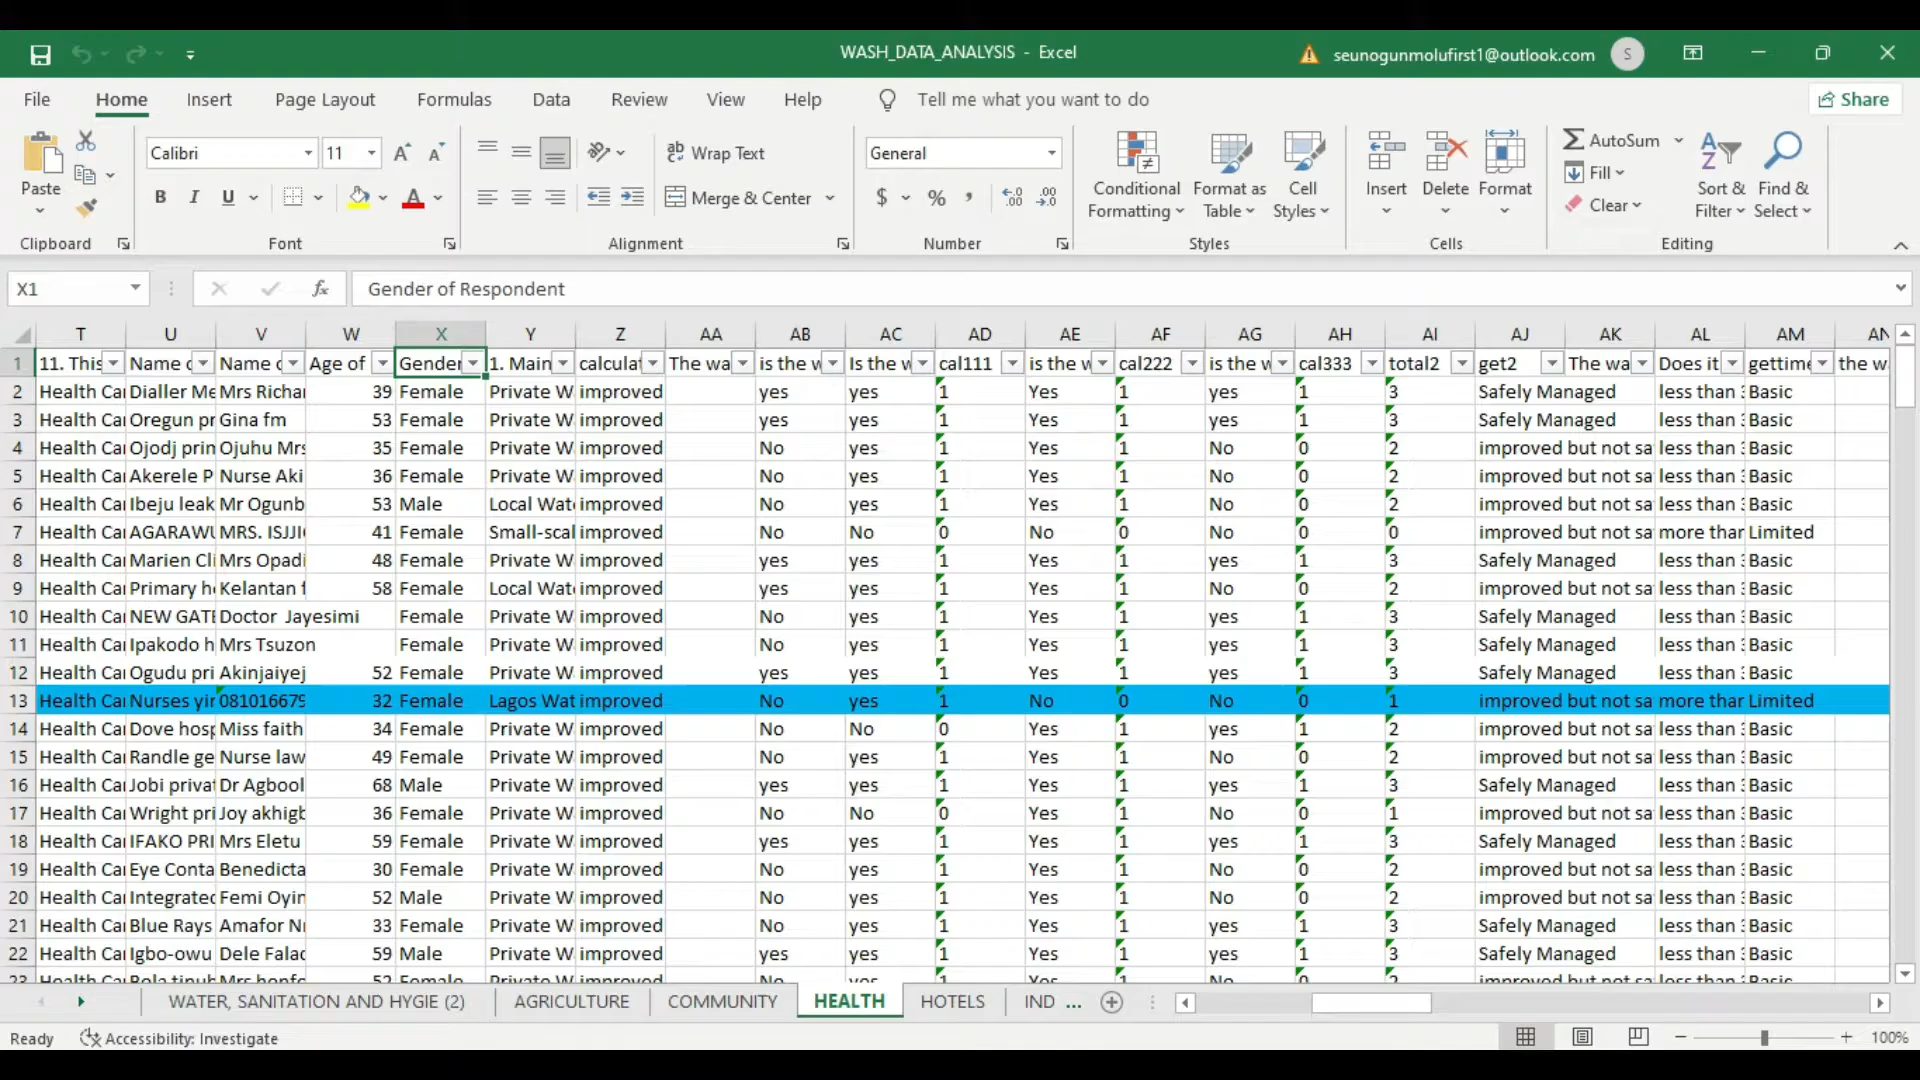 WASH_DATA_ANALYSIS - Excel
seunogunmolufirst1@outlook.com S
File Home Insert Page Layout Formulas Data Review View Help Tell me what you want to do Share
Calibri 11 Wrap Text General AutoSum
Paste B I U Merge & Center $ % , Conditional Formatting Format as Table Cell Styles Insert Delete Format Fill Clear Sort & Filter Find & Select
Clipboard Font Alignment Number Styles Cells Editing
X1 fx Gender of Respondent
T U V W X Y Z AA AB AC AD AE AF AG AH AI AJ AK AL AM AN
1 11. This Name Name Age of Gender 1. Main calculat The wa is the w Is the w cal111 is the w cal222 is the w cal333 total2 get2 The wa Does it gettime the w
2 Health Car Dialler Me Mrs Richar 39 Female Private W improved yes yes 1 Yes 1 yes 1 3 Safely Managed less than Basic
3 Health Car Oregun pr Gina fm 53 Female Private W improved yes yes 1 Yes 1 yes 1 3 Safely Managed less than Basic
4 Health Car Ojodj prin Ojuhu Mrs 35 Female Private W improved No yes 1 Yes 1 No 0 2 improved but not sa less than Basic
5 Health Car Akerele P Nurse Aki 36 Female Private W improved No yes 1 Yes 1 No 0 2 improved but not sa less than Basic
6 Health Car Ibeju leak Mr Ogunb 53 Male Local Wat improved No yes 1 Yes 1 No 0 2 improved but not sa less than Basic
7 Health Car AGARAWU MRS. ISJJI 41 Female Small-scal improved No No 0 No 0 No 0 0 improved but not sa more than Limited
8 Health Car Marien Cli Mrs Opadi 48 Female Private W improved yes yes 1 Yes 1 yes 1 3 Safely Managed less than Basic
9 Health Car Primary he Kelantan f 58 Female Local Wat improved yes yes 1 Yes 1 No 0 2 improved but not sa less than Basic
10 Health Car NEW GATE Doctor Jayesimi Female Private W improved No yes 1 Yes 1 yes 1 3 Safely Managed less than Basic
11 Health Car Ipakodo h Mrs Tsuzon Female Private W improved No yes 1 Yes 1 yes 1 3 Safely Managed less than Basic
12 Health Car Ogudu pri Akinjaiyej 52 Female Private W improved yes yes 1 Yes 1 yes 1 3 Safely Managed less than Basic
13 Health Car Nurses yin 081016679 32 Female Lagos Wat improved No yes 1 No 0 No 0 1 improved but not sa more than Limited
14 Health Car Dove hosp Miss faith 34 Female Private W improved No No 0 Yes 1 yes 1 2 improved but not sa less than Basic
15 Health Car Randle ge Nurse law 49 Female Private W improved No yes 1 Yes 1 No 0 2 improved but not sa less than Basic
16 Health Car Jobi privat Dr Agbool 68 Male Private W improved yes yes 1 Yes 1 yes 1 3 Safely Managed less than Basic
17 Health Car Wright pri Joy akhigb 36 Female Private W improved No No 0 Yes 1 No 0 1 improved but not sa less than Basic
18 Health Car IFAKO PRI Mrs Eletu 59 Female Private W improved yes yes 1 Yes 1 yes 1 3 Safely Managed less than Basic
19 Health Car Eye Conta Benedicta 30 Female Private W improved No yes 1 Yes 1 No 0 2 improved but not sa less than Basic
20 Health Car Integrated Femi Oyin 52 Male Private W improved No yes 1 Yes 1 No 0 2 improved but not sa less than Basic
21 Health Car Blue Rays Amafor Nn 33 Female Private W improved No yes 1 Yes 1 yes 1 3 Safely Managed less than Basic
22 Health Car Igbo-owu Dele Falad 59 Male Private W improved yes yes 1 Yes 1 yes 1 3 Safely Managed less than Basic
WATER, SANITATION AND HYGIE (2) AGRICULTURE COMMUNITY HEALTH HOTELS IND ...
Ready Accessibility: Investigate 100%